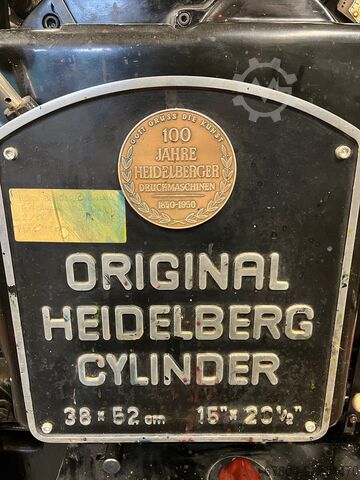 GOTT GRÜSS DIE KUNST
100
JAHRE
HEIDELBERGER
DRUCKMASCHINEN
1850-1950
ORIGINAL
HEIDELBERG
CYLINDER
38 × 52 cm 15" × 20½"